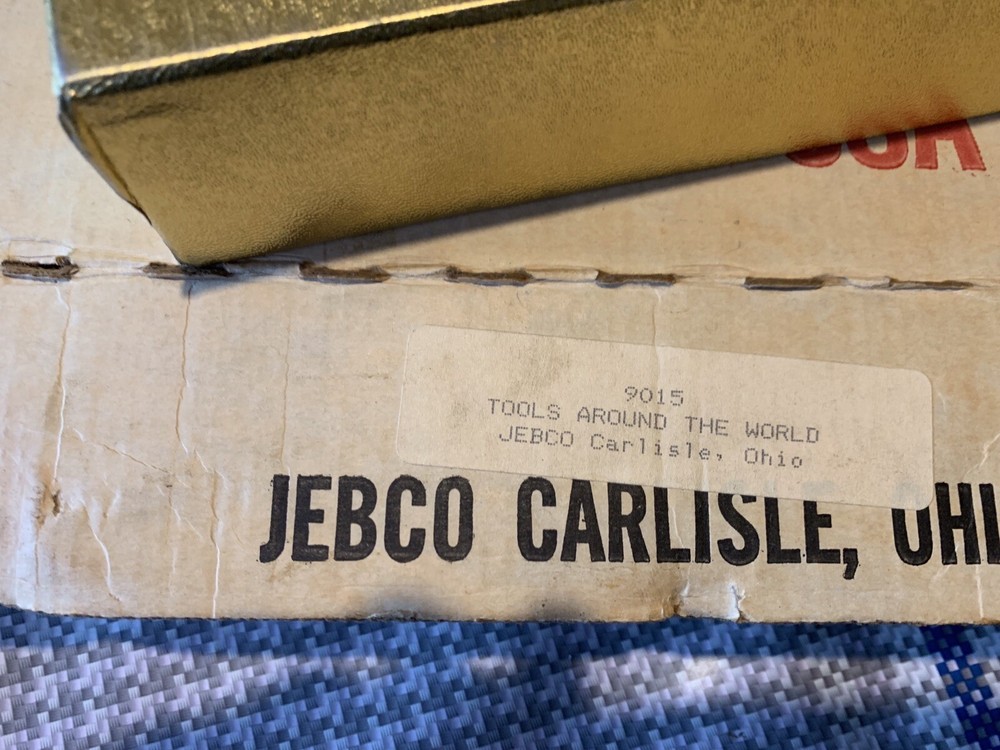 9015
TOOLS AROUND THE WORLD
JEBCO Carlisle, Ohio
JEBCO CARLISLE,